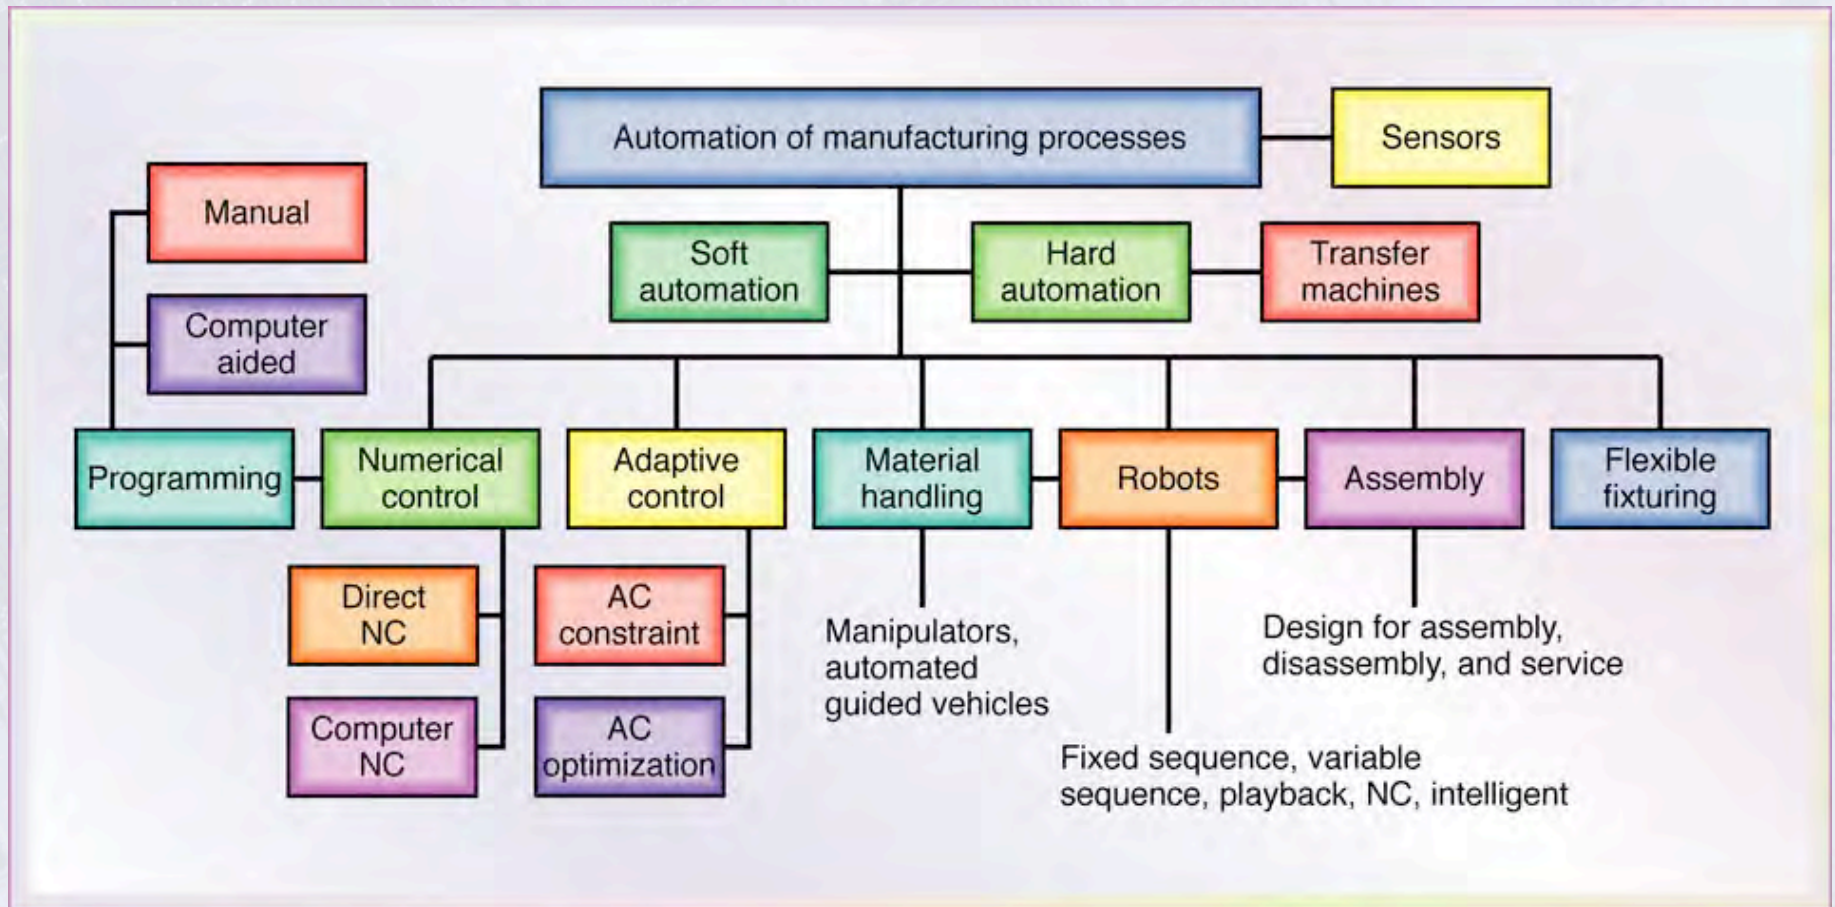 Automation of manufacturing processes
Sensors
Manual
Soft
automation
Hard
automation
Transfer
machines
Computer
aided
Programming
Numerical
control
Adaptive
control
Material
handling
Robots
Assembly
Flexible
fixturing
Direct
NC
AC
constraint
Manipulators,
automated
guided vehicles
Design for assembly,
disassembly, and service
Computer
NC
AC
optimization
Fixed sequence, variable
sequence, playback, NC, intelligent